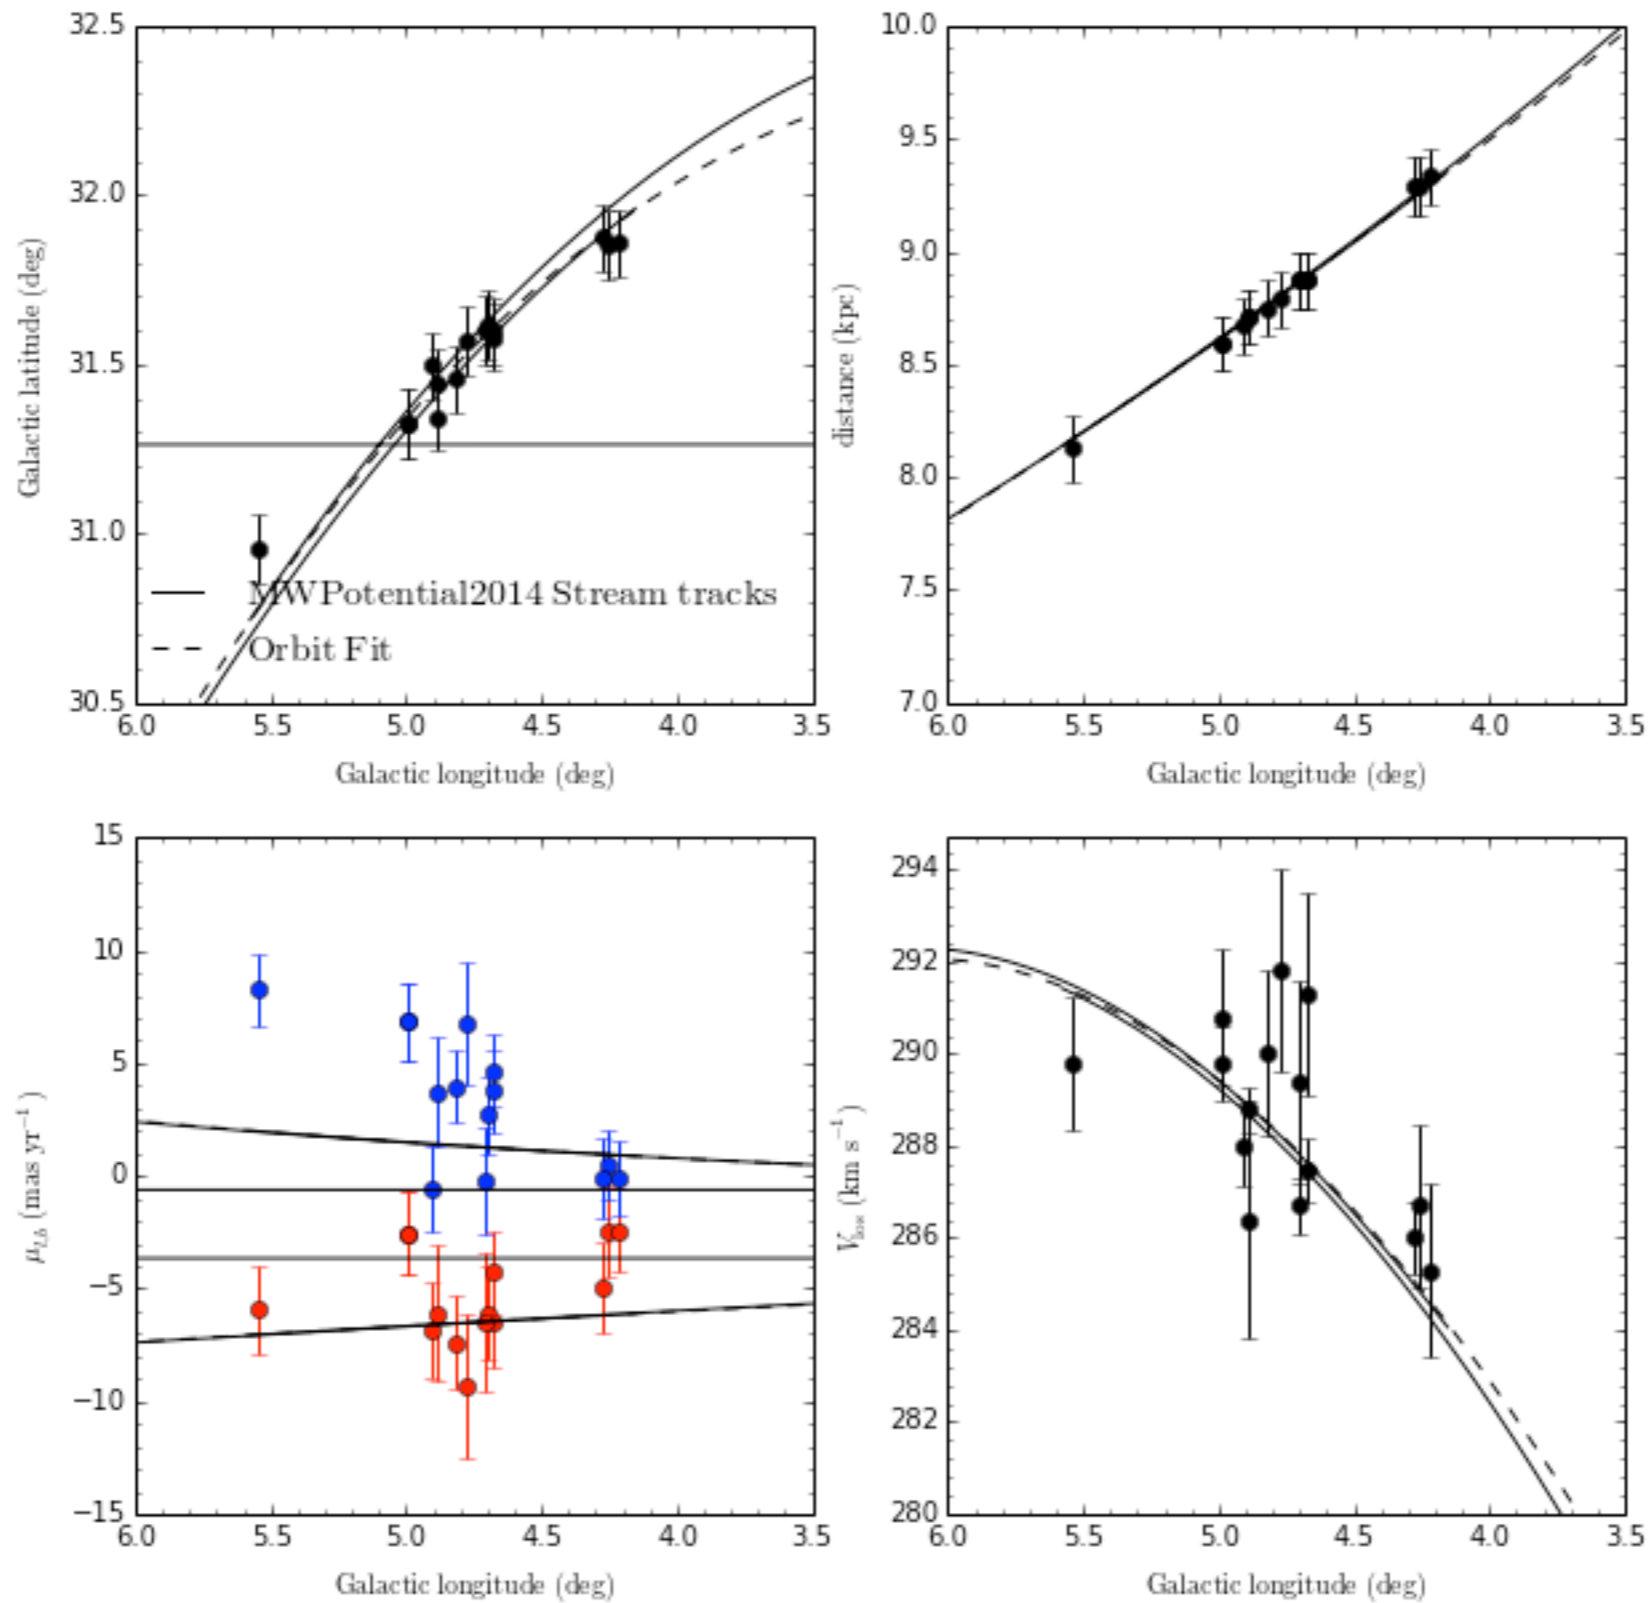 32.5
32.0
31.5
31.0
30.5
Galactic latitude (deg)
MWPotential2014 Stream tracks
Orbit Fit
6.0 5.5 5.0 4.5 4.0 3.5
Galactic longitude (deg)
10.0
9.5
9.0
8.5
8.0
7.5
7.0
distance (kpc)
6.0 5.5 5.0 4.5 4.0 3.5
Galactic longitude (deg)
15
10
5
0
−5
−10
−15
μl,b (mas yr⁻¹)
6.0 5.5 5.0 4.5 4.0 3.5
Galactic longitude (deg)
294
292
290
288
286
284
282
280
Vlos (km s⁻¹)
6.0 5.5 5.0 4.5 4.0 3.5
Galactic longitude (deg)